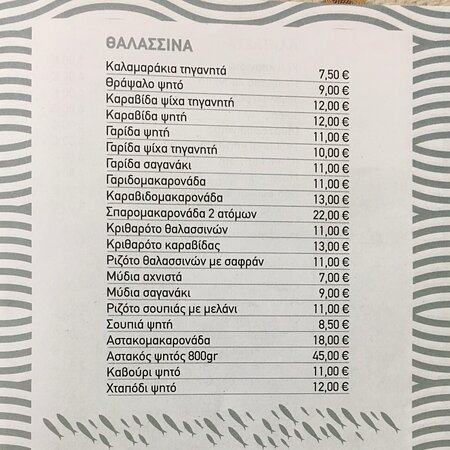 ΘΑΛΑΣΣΙΝΑ
Καλαμαράκια τηγανητά 7,50 €
Θράψαλο ψητό 9,00 €
Καραβίδα ψίχα τηγανητή 12,00 €
Καραβίδα ψητή 12,00 €
Γαρίδα ψητή 11,00 €
Γαρίδα ψίχα τηγανητή 10,00 €
Γαρίδα σαγανάκι 11,00 €
Γαριδομακαρονάδα 11,00 €
Καραβιδομακαρονάδα 13,00 €
Σπαρομακαρονάδα 2 ατόμων 22,00 €
Κριθαρότο θαλασσινών 11,00 €
Κριθαρότο καραβίδας 13,00 €
Ριζότο θαλασσινών με σαφράν 11,00 €
Μύδια αχνιστά 7,00 €
Μύδια σαγανάκι 9,00 €
Ριζότο σουπιάς με μελάνι 11,00 €
Σουπιά ψητή 8,50 €
Αστακομακαρονάδα 18,00 €
Αστακός ψητός 800gr 45,00 €
Καβούρι ψητό 11,00 €
Χταπόδι ψητό 12,00 €